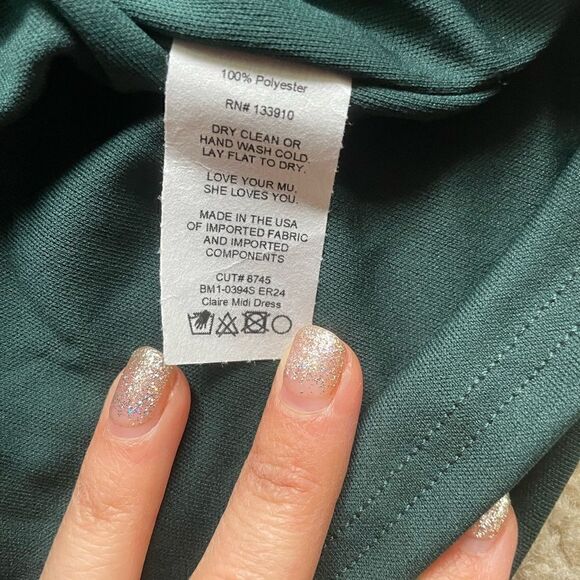 100% Polyester
RN# 133910
DRY CLEAN OR
HAND WASH COLD.
LAY FLAT TO DRY.
LOVE YOUR MU,
SHE LOVES YOU.
MADE IN THE USA
OF IMPORTED FABRIC
AND IMPORTED
COMPONENTS
CUT# 8745
BM1-0394S ER24
Claire Midi Dress